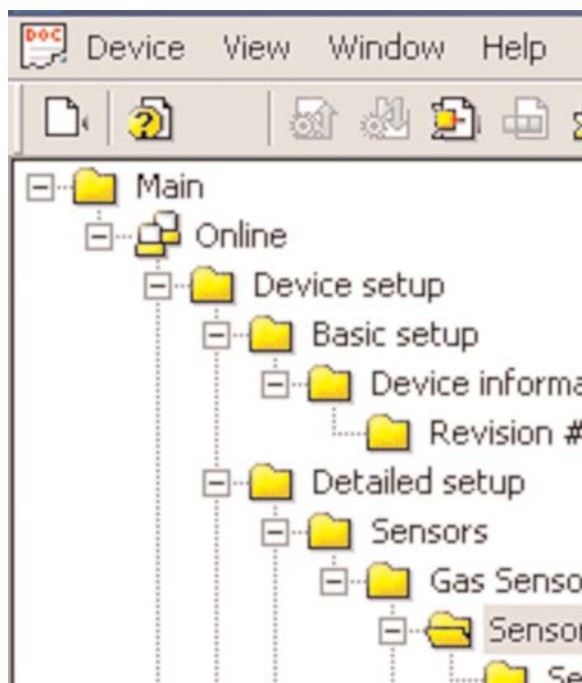 DOC Device View Window Help
?
Main
Online
Device setup
Basic setup
Device informa
Revision #
Detailed setup
Sensors
Gas Senso
Sensor
Se